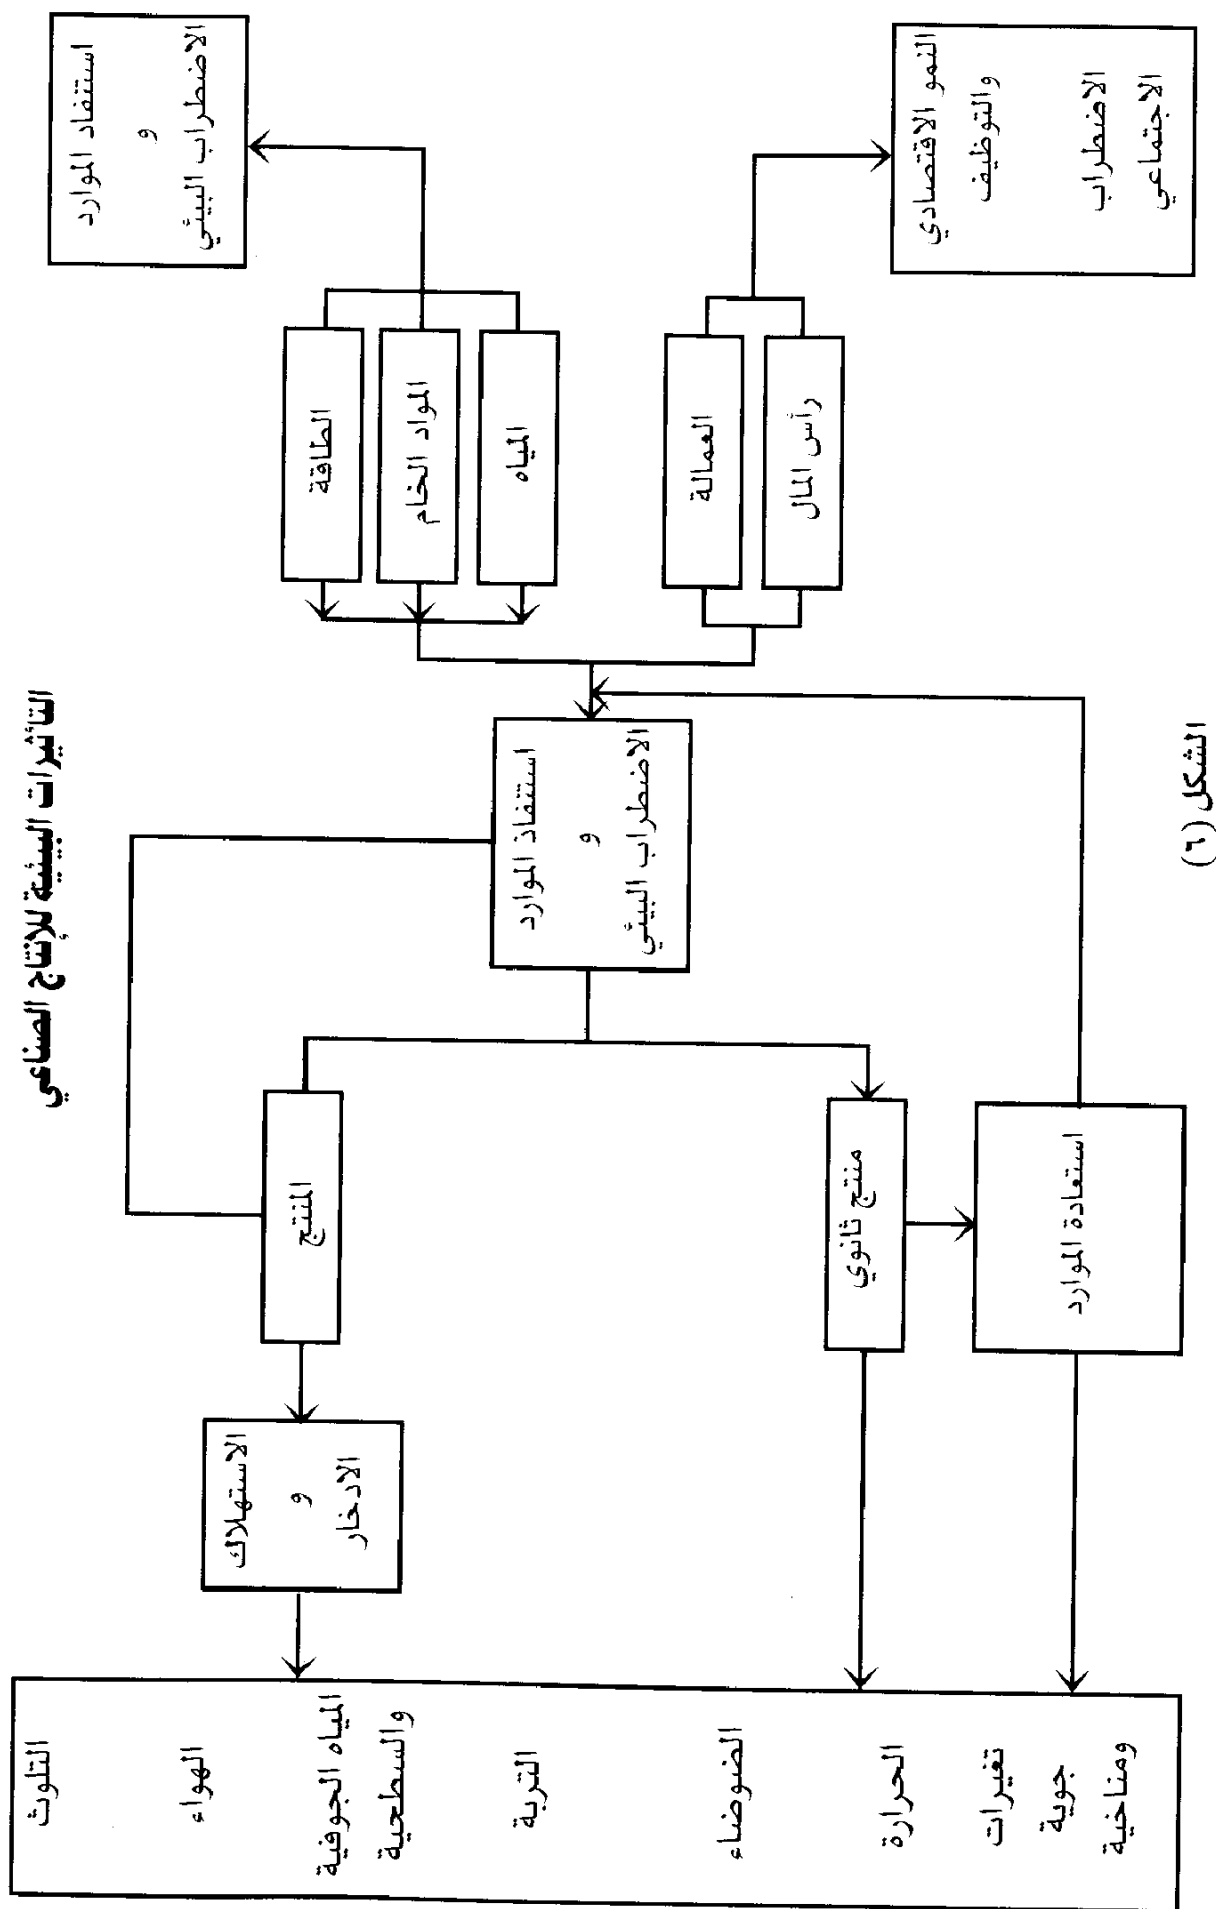 التأثيرات البيئية للإنتاج الصناعي
استنفاد الموارد
و
الاضطراب البيئي
النمو الاقتصادي
والتوظيف
الاضطراب
الاجتماعي
الطاقة
المواد الخام
المياه
العمالة
رأس المال
استنفاذ الموارد
و
الاضطراب البيئي
المنتج
منتج ثانوي
استعادة الموارد
الاستهلاك
و
الادخار
التلوث
الهواء
المياه الجوفية
والسطحية
التربة
الضوضاء
الحرارة
تغيرات
جوية
ومناخية
الشكل (٦)